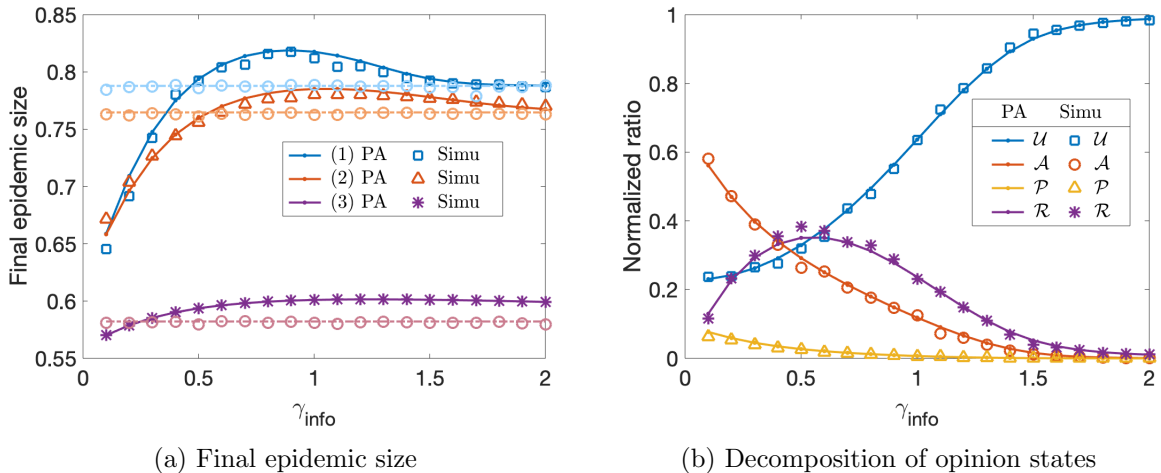 0.85
0.8
0.75
0.7
0.65
0.6
0.55
Final epidemic size
(1) PA Simu
(2) PA Simu
(3) PA Simu
0 0.5 1 1.5 2
γ_info
(a) Final epidemic size
1
0.8
0.6
0.4
0.2
0
Normalized ratio
PA Simu
𝒰 𝒰
𝒜 𝒜
𝒫 𝒫
ℛ ℛ
0 0.5 1 1.5 2
γ_info
(b) Decomposition of opinion states